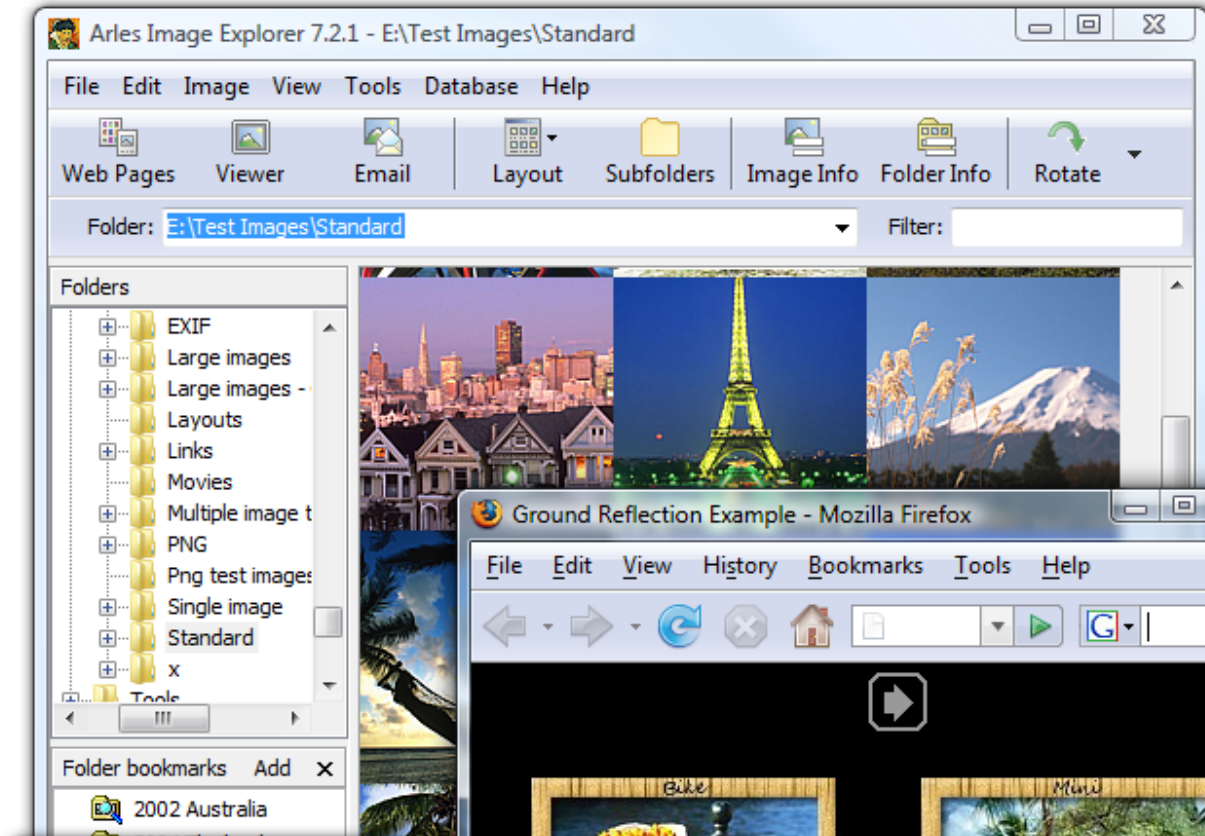 Arles Image Explorer 7.2.1 - E:\Test Images\Standard
File Edit Image View Tools Database Help
Web Pages Viewer Email Layout Subfolders Image Info Folder Info Rotate
Folder: E:\Test Images\Standard Filter:
Folders
EXIF
Large images
Large images -
Layouts
Links
Movies
Multiple image t
PNG
Png test images
Single image
Standard
x
Tools
Folder bookmarks Add
2002 Australia
Ground Reflection Example - Mozilla Firefox
File Edit View History Bookmarks Tools Help
G
Bike Mini